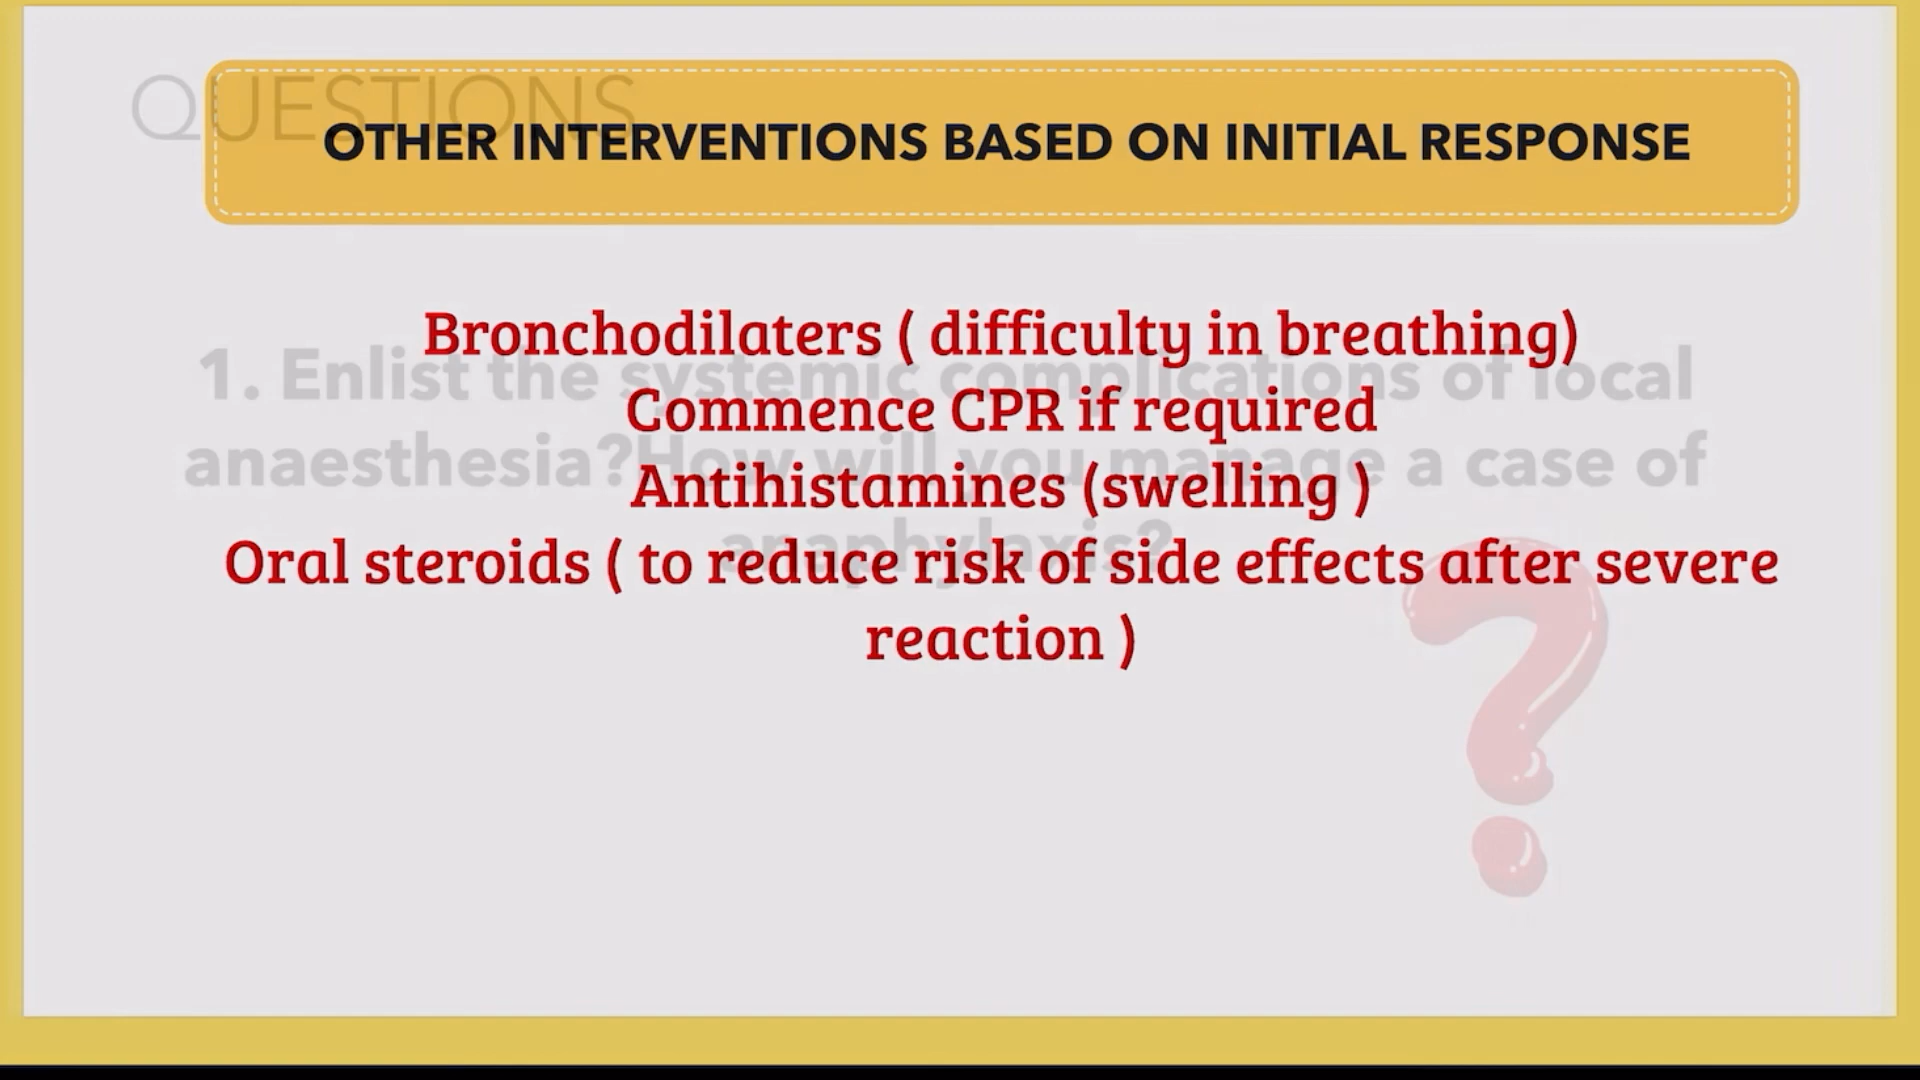 QUESTIONS
OTHER INTERVENTIONS BASED ON INITIAL RESPONSE
Bronchodilaters ( difficulty in breathing)
Commence CPR if required
Antihistamines (swelling )
Oral steroids ( to reduce risk of side effects after severe
reaction )
1. Enlist the systemic complications of local
anaesthesia?How will you manage a case of
anaphylaxis?